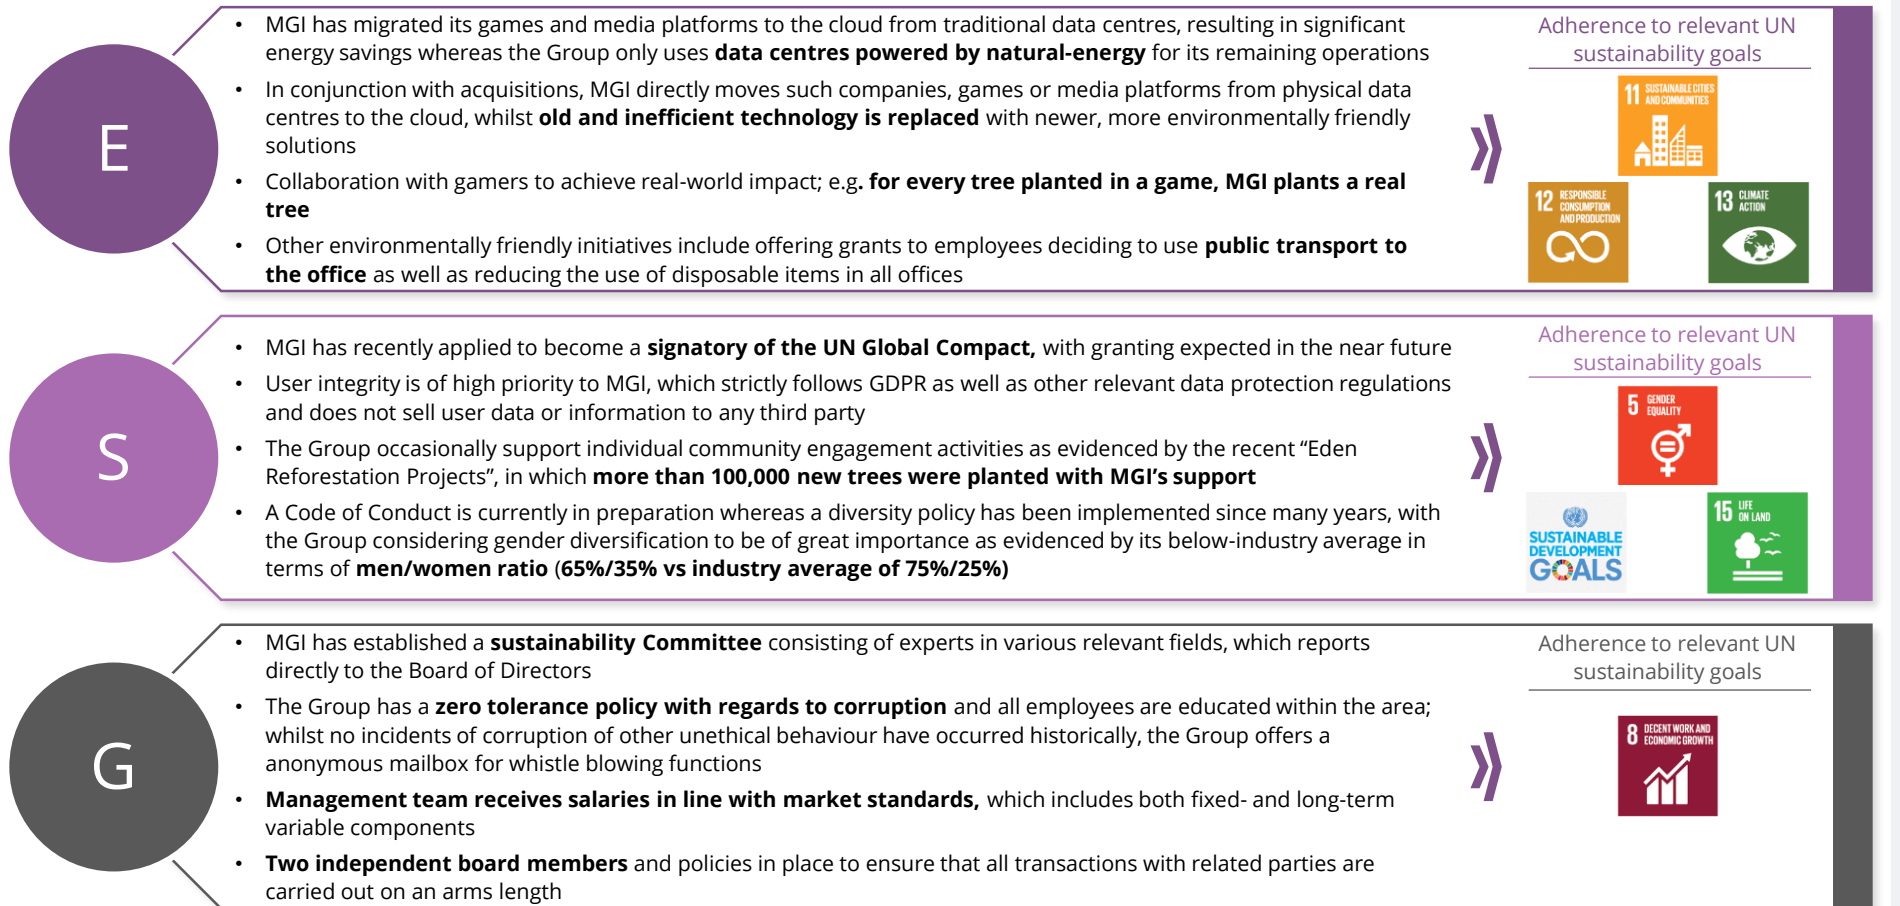 E
• MGI has migrated its games and media platforms to the cloud from traditional data centres, resulting in significant
energy savings whereas the Group only uses data centres powered by natural-energy for its remaining operations
• In conjunction with acquisitions, MGI directly moves such companies, games or media platforms from physical data
centres to the cloud, whilst old and inefficient technology is replaced with newer, more environmentally friendly
solutions
• Collaboration with gamers to achieve real-world impact; e.g. for every tree planted in a game, MGI plants a real
tree
• Other environmentally friendly initiatives include offering grants to employees deciding to use public transport to
the office as well as reducing the use of disposable items in all offices
Adherence to relevant UN
sustainability goals
11 SUSTAINABLE CITIES
AND COMMUNITIES
12 RESPONSIBLE
CONSUMPTION
AND PRODUCTION
13 CLIMATE
ACTION
S
• MGI has recently applied to become a signatory of the UN Global Compact, with granting expected in the near future
• User integrity is of high priority to MGI, which strictly follows GDPR as well as other relevant data protection regulations
and does not sell user data or information to any third party
• The Group occasionally support individual community engagement activities as evidenced by the recent “Eden
Reforestation Projects”, in which more than 100,000 new trees were planted with MGI’s support
• A Code of Conduct is currently in preparation whereas a diversity policy has been implemented since many years, with
the Group considering gender diversification to be of great importance as evidenced by its below-industry average in
terms of men/women ratio (65%/35% vs industry average of 75%/25%)
Adherence to relevant UN
sustainability goals
5 GENDER
EQUALITY
SUSTAINABLE
DEVELOPMENT
GOALS
15 LIFE
ON LAND
G
• MGI has established a sustainability Committee consisting of experts in various relevant fields, which reports
directly to the Board of Directors
• The Group has a zero tolerance policy with regards to corruption and all employees are educated within the area;
whilst no incidents of corruption of other unethical behaviour have occurred historically, the Group offers a
anonymous mailbox for whistle blowing functions
• Management team receives salaries in line with market standards, which includes both fixed- and long-term
variable components
• Two independent board members and policies in place to ensure that all transactions with related parties are
carried out on an arms length
Adherence to relevant UN
sustainability goals
8 DECENT WORK AND
ECONOMIC GROWTH